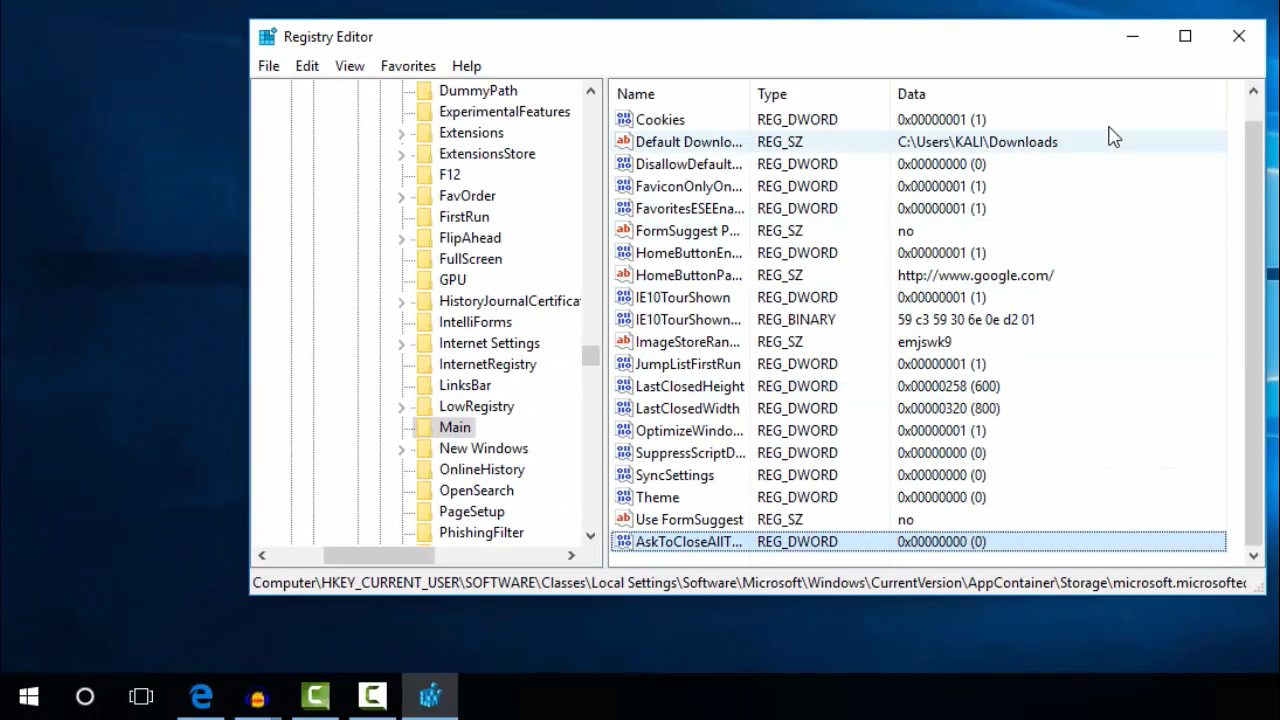 Registry Editor
File Edit View Favorites Help
DummyPath
ExperimentalFeatures
Extensions
ExtensionsStore
F12
FavOrder
FirstRun
FlipAhead
FullScreen
GPU
HistoryJournalCertifica
IntelliForms
Internet Settings
InternetRegistry
LinksBar
LowRegistry
Main
New Windows
OnlineHistory
OpenSearch
PageSetup
PhishingFilter
Name Type Data
Cookies REG_DWORD 0x00000001 (1)
Default Downlo... REG_SZ C:\Users\KALI\Downloads
DisallowDefault... REG_DWORD 0x00000000 (0)
FaviconOnlyOn... REG_DWORD 0x00000001 (1)
FavoritesESEEna... REG_DWORD 0x00000001 (1)
FormSuggest P... REG_SZ no
HomeButtonEn... REG_DWORD 0x00000001 (1)
HomeButtonPa... REG_SZ http://www.google.com/
IE10TourShown REG_DWORD 0x00000001 (1)
IE10TourShown... REG_BINARY 59 c3 59 30 6e 0e d2 01
ImageStoreRan... REG_SZ emjswk9
JumpListFirstRun REG_DWORD 0x00000001 (1)
LastClosedHeight REG_DWORD 0x00000258 (600)
LastClosedWidth REG_DWORD 0x00000320 (800)
OptimizeWindo... REG_DWORD 0x00000001 (1)
SuppressScriptD... REG_DWORD 0x00000000 (0)
SyncSettings REG_DWORD 0x00000000 (0)
Theme REG_DWORD 0x00000000 (0)
Use FormSuggest REG_SZ no
AskToCloseAllT... REG_DWORD 0x00000000 (0)
Computer\HKEY_CURRENT_USER\SOFTWARE\Classes\Local Settings\Software\Microsoft\Windows\CurrentVersion\AppContainer\Storage\microsoft.microsoftec